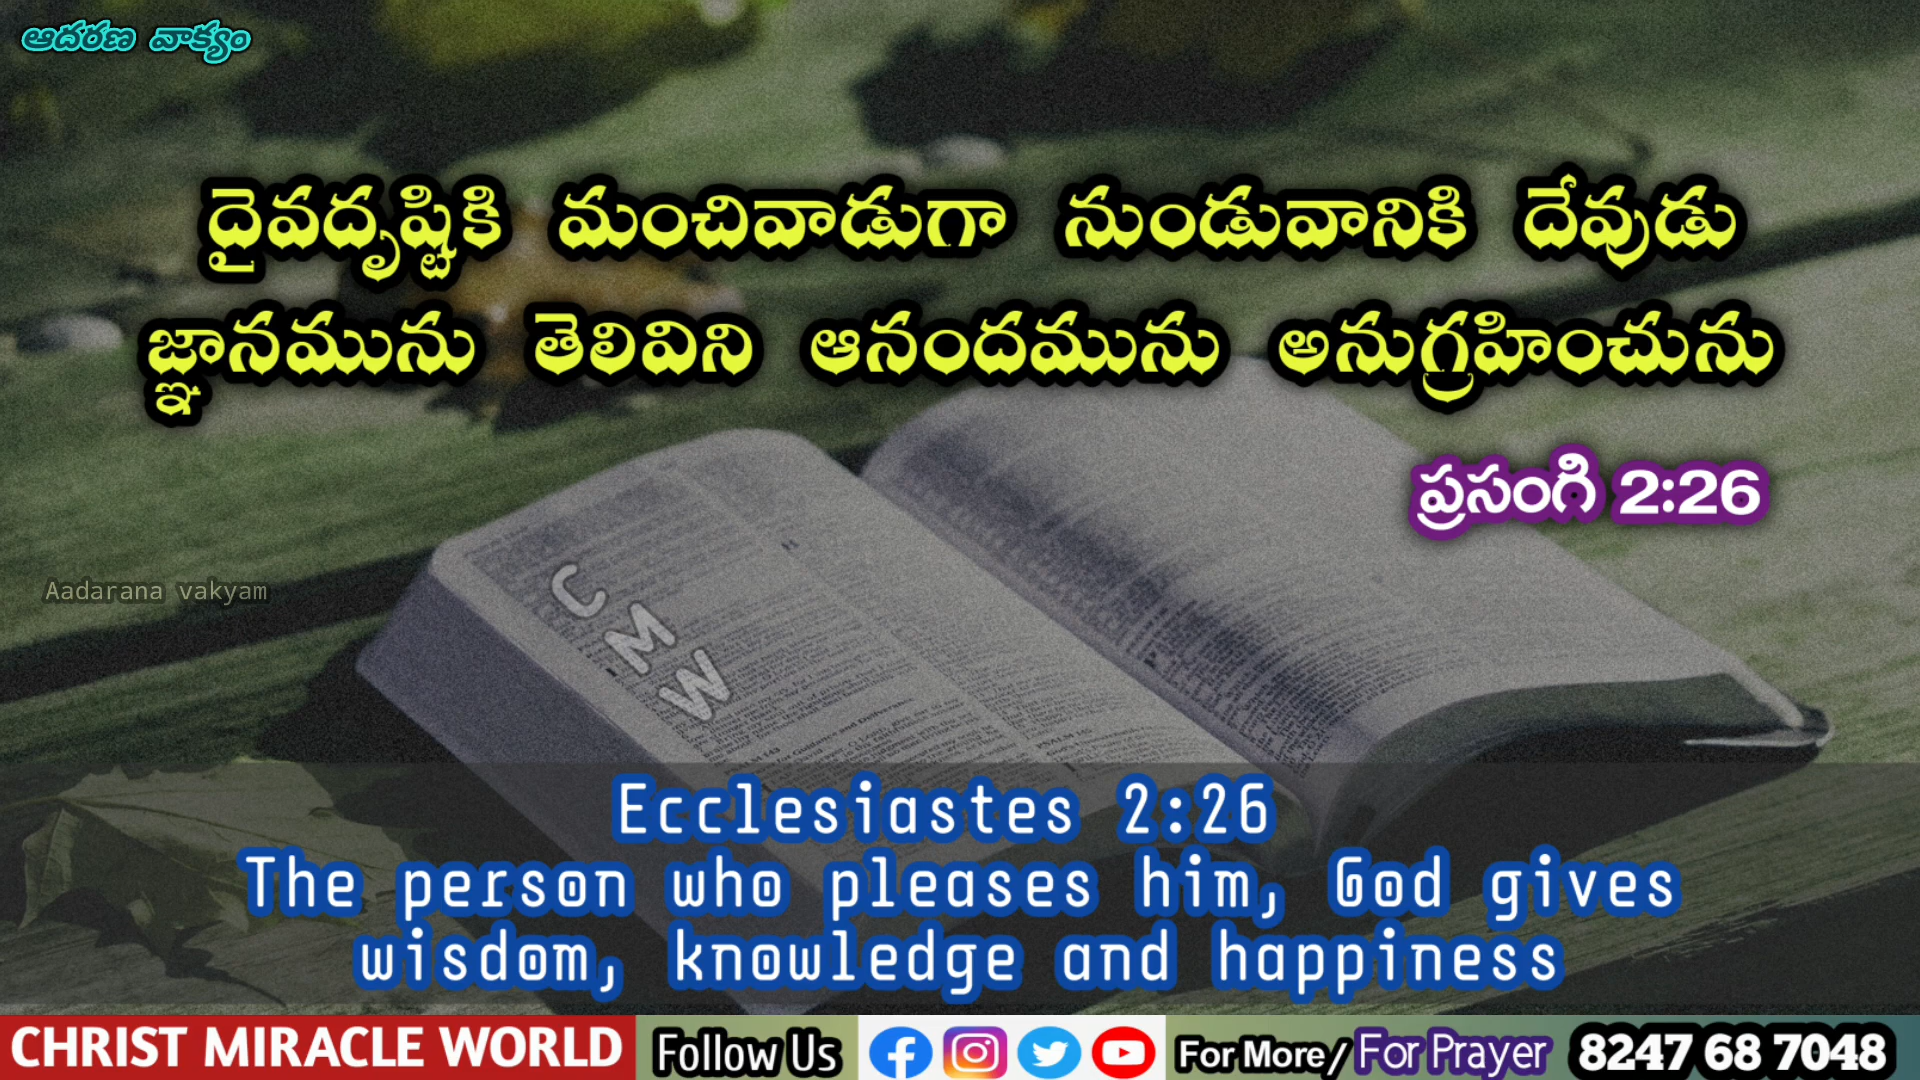 ఆదరణ వాక్యం
దైవదృష్టికి మంచివాడుగా నుండువానికి దేవుడు
జ్ఞానమును తెలివిని ఆనందమును అనుగ్రహించును
ప్రసంగి 2:26
Aadarana vakyam
C
M
W
PSALM 143
Ecclesiastes 2:26
The person who pleases him, God gives
wisdom, knowledge and happiness
CHRIST MIRACLE WORLD Follow Us For More/ For Prayer 8247 68 7048